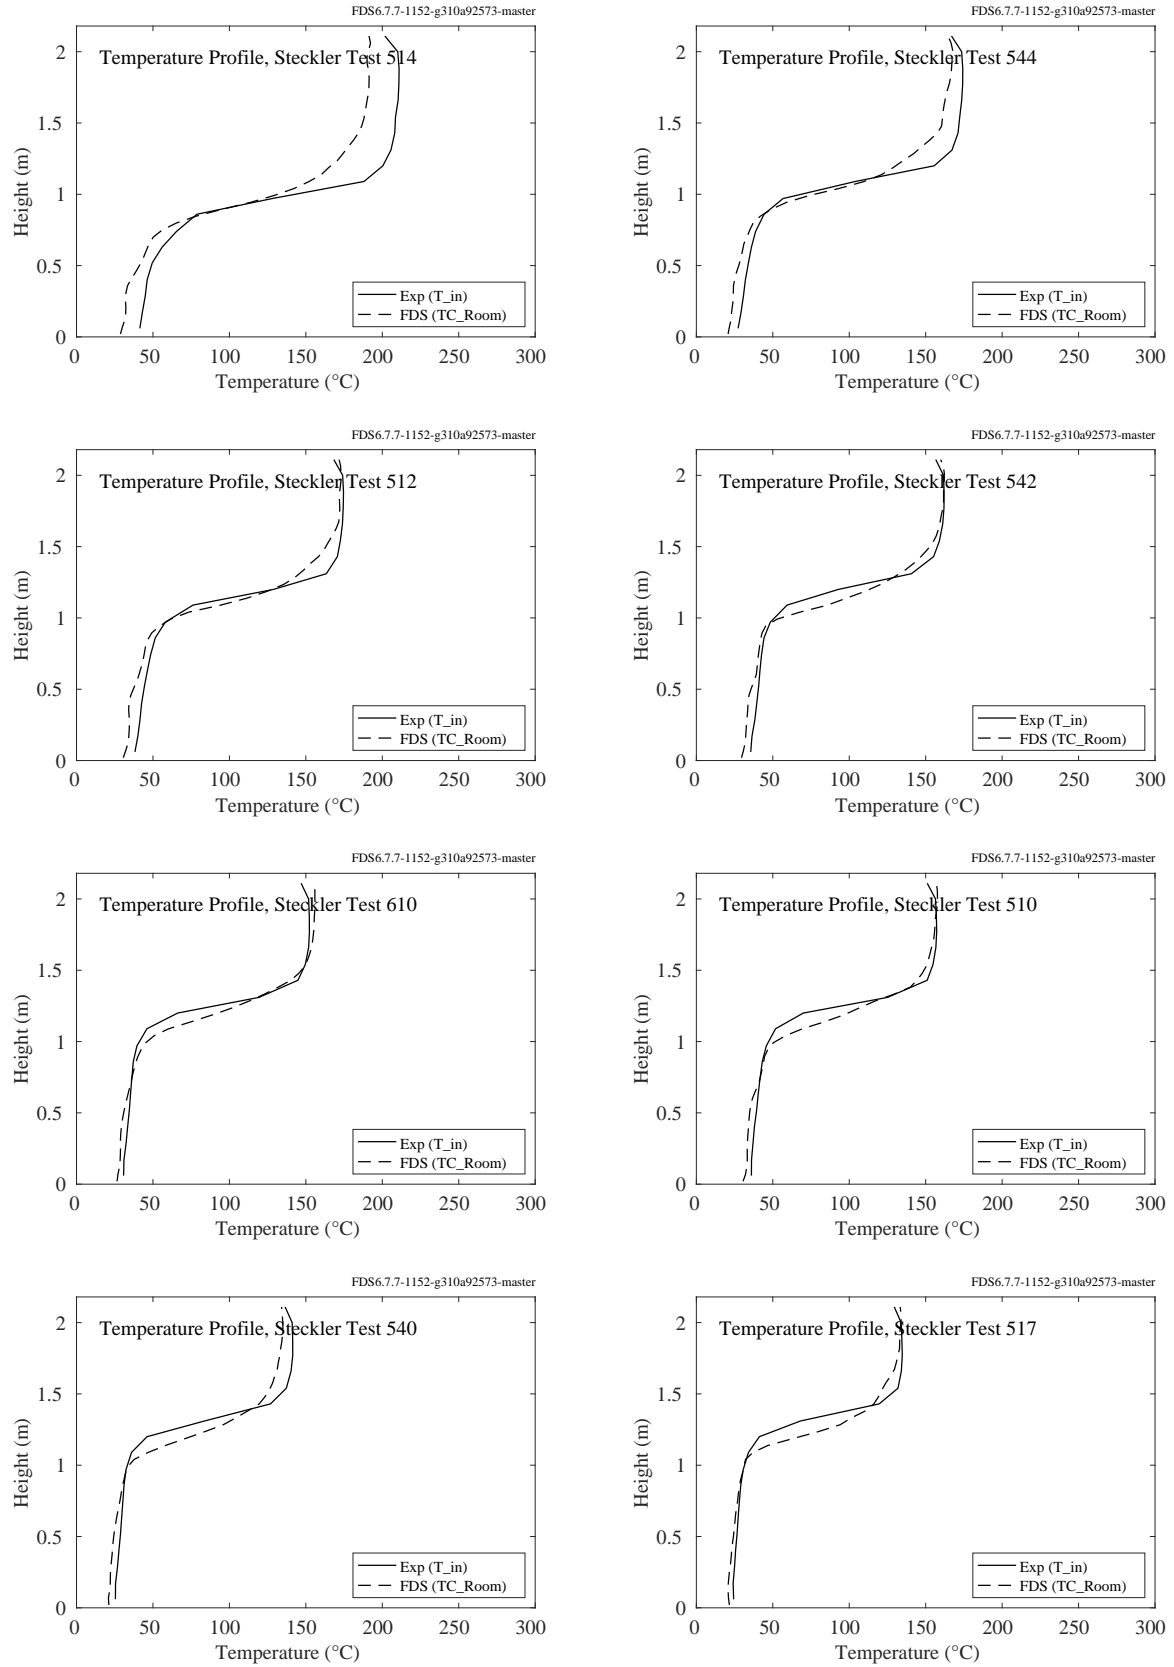 FDS6.7.7-1152-g310a92573-master
Temperature Profile, Steckler Test 514
Height (m)
2
1.5
1
0.5
0
Exp (T_in)
FDS (TC_Room)
0 50 100 150 200 250 300
Temperature (°C)
FDS6.7.7-1152-g310a92573-master
Temperature Profile, Steckler Test 544
Height (m)
2
1.5
1
0.5
0
Exp (T_in)
FDS (TC_Room)
0 50 100 150 200 250 300
Temperature (°C)
FDS6.7.7-1152-g310a92573-master
Temperature Profile, Steckler Test 512
Height (m)
2
1.5
1
0.5
0
Exp (T_in)
FDS (TC_Room)
0 50 100 150 200 250 300
Temperature (°C)
FDS6.7.7-1152-g310a92573-master
Temperature Profile, Steckler Test 542
Height (m)
2
1.5
1
0.5
0
Exp (T_in)
FDS (TC_Room)
0 50 100 150 200 250 300
Temperature (°C)
FDS6.7.7-1152-g310a92573-master
Temperature Profile, Steckler Test 610
Height (m)
2
1.5
1
0.5
0
Exp (T_in)
FDS (TC_Room)
0 50 100 150 200 250 300
Temperature (°C)
FDS6.7.7-1152-g310a92573-master
Temperature Profile, Steckler Test 510
Height (m)
2
1.5
1
0.5
0
Exp (T_in)
FDS (TC_Room)
0 50 100 150 200 250 300
Temperature (°C)
FDS6.7.7-1152-g310a92573-master
Temperature Profile, Steckler Test 540
Height (m)
2
1.5
1
0.5
0
Exp (T_in)
FDS (TC_Room)
0 50 100 150 200 250 300
Temperature (°C)
FDS6.7.7-1152-g310a92573-master
Temperature Profile, Steckler Test 517
Height (m)
2
1.5
1
0.5
0
Exp (T_in)
FDS (TC_Room)
0 50 100 150 200 250 300
Temperature (°C)